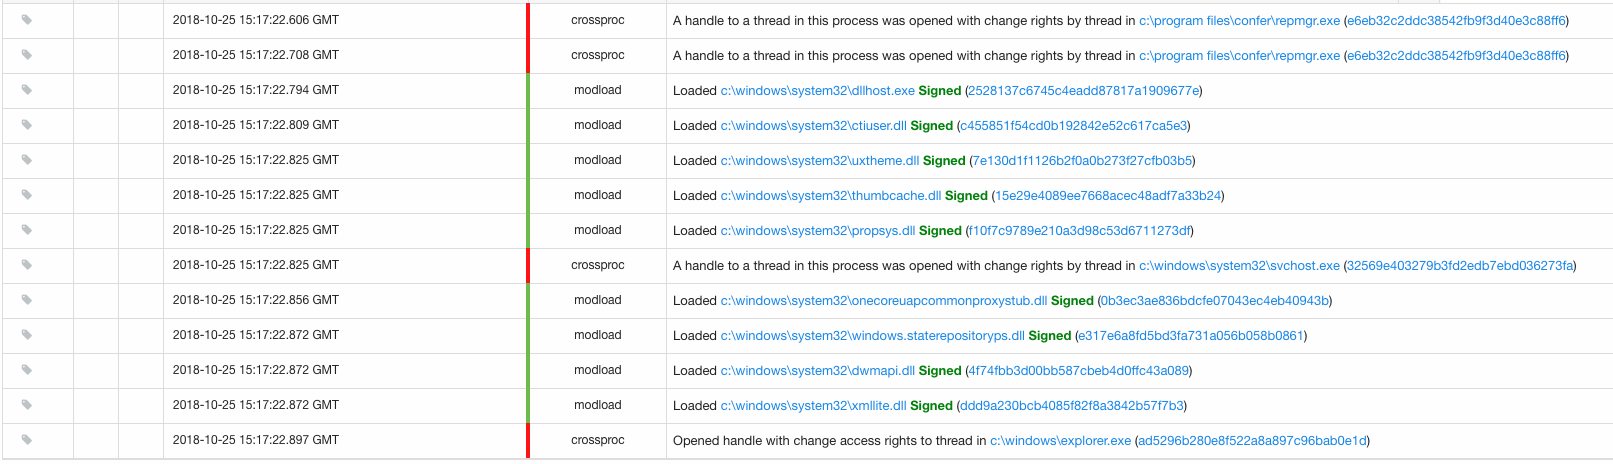 2018-10-25 15:17:22.606 GMT crossproc A handle to a thread in this process was opened with change rights by thread in c:\program files\confer\repmgr.exe (e6eb32c2ddc38542fb9f3d40e3c88ff6)
2018-10-25 15:17:22.708 GMT crossproc A handle to a thread in this process was opened with change rights by thread in c:\program files\confer\repmgr.exe (e6eb32c2ddc38542fb9f3d40e3c88ff6)
2018-10-25 15:17:22.794 GMT modload Loaded c:\windows\system32\dllhost.exe Signed (2528137c6745c4eadd87817a1909677e)
2018-10-25 15:17:22.809 GMT modload Loaded c:\windows\system32\ctiuser.dll Signed (c455851f54cd0b192842e52c617ca5e3)
2018-10-25 15:17:22.825 GMT modload Loaded c:\windows\system32\uxtheme.dll Signed (7e130d1f1126b2f0a0b273f27cfb03b5)
2018-10-25 15:17:22.825 GMT modload Loaded c:\windows\system32\thumbcache.dll Signed (15e29e4089ee7668acec48adf7a33b24)
2018-10-25 15:17:22.825 GMT modload Loaded c:\windows\system32\propsys.dll Signed (f10f7c9789e210a3d98c53d6711273df)
2018-10-25 15:17:22.825 GMT crossproc A handle to a thread in this process was opened with change rights by thread in c:\windows\system32\svchost.exe (32569e403279b3fd2edb7ebd036273fa)
2018-10-25 15:17:22.856 GMT modload Loaded c:\windows\system32\onecoreuapcommonproxystub.dll Signed (0b3ec3ae836bdcfe07043ec4eb40943b)
2018-10-25 15:17:22.872 GMT modload Loaded c:\windows\system32\windows.staterepositoryps.dll Signed (e317e6a8fd5bd3fa731a056b058b0861)
2018-10-25 15:17:22.872 GMT modload Loaded c:\windows\system32\dwmapi.dll Signed (4f74fbb3d00bb587cbeb4d0ffc43a089)
2018-10-25 15:17:22.872 GMT modload Loaded c:\windows\system32\xmllite.dll Signed (ddd9a230bcb4085f82f8a3842b57f7b3)
2018-10-25 15:17:22.897 GMT crossproc Opened handle with change access rights to thread in c:\windows\explorer.exe (ad5296b280e8f522a8a897c96bab0e1d)